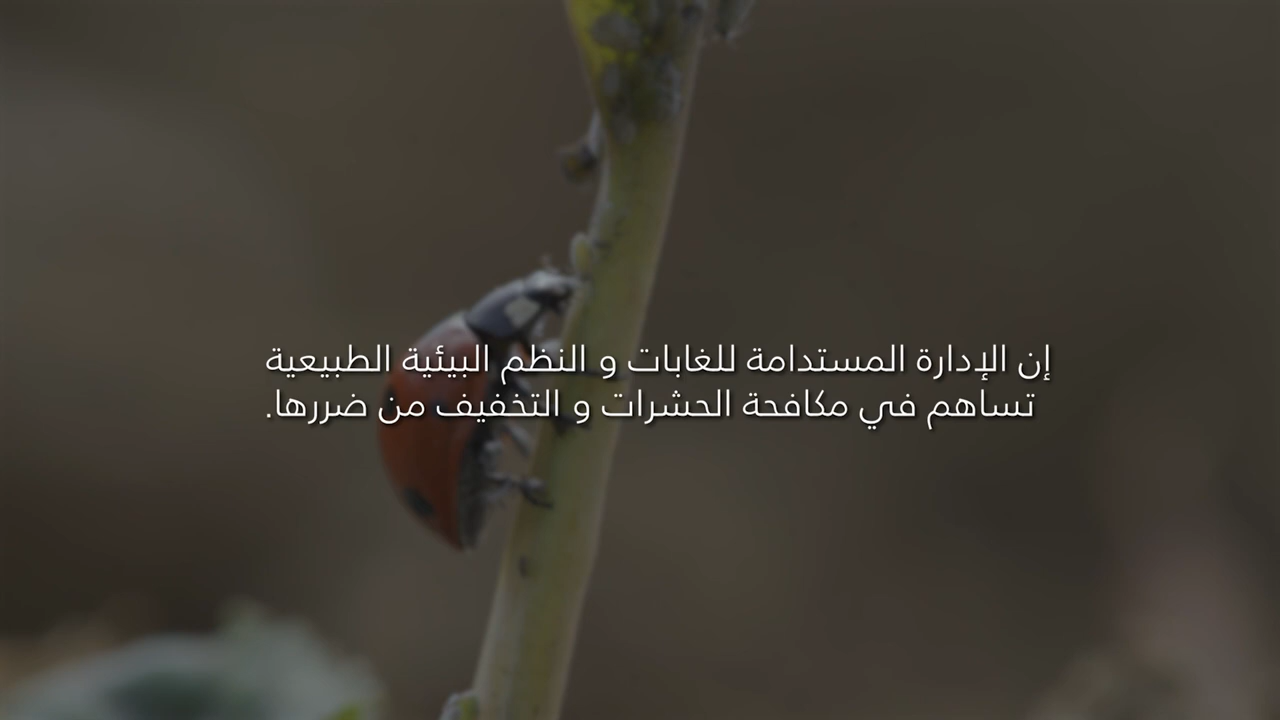 إن الإدارة المستدامة للغابات و النظم البيئية الطبيعية
تساهم في مكافحة الحشرات و التخفيف من ضررها.